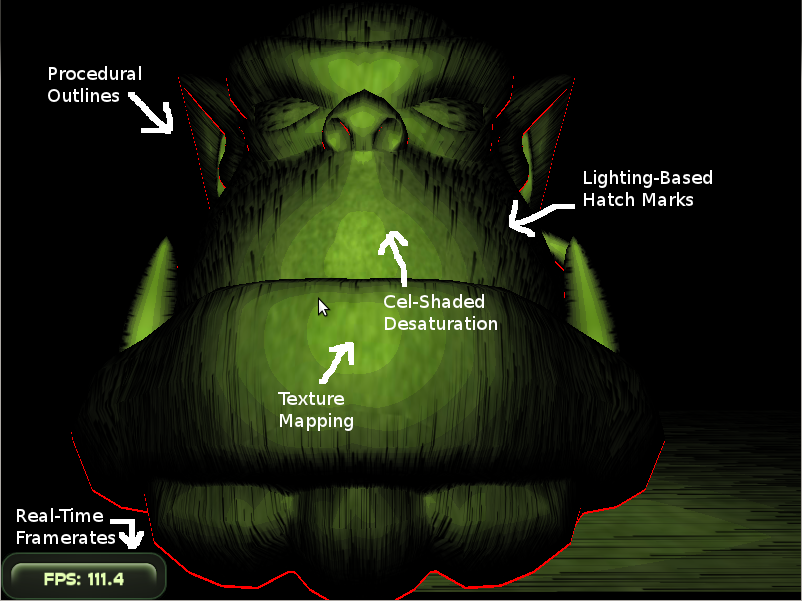 Procedural
Outlines
Lighting-Based
Hatch Marks
Cel-Shaded
Desaturation
Texture
Mapping
Real-Time
Framerates
FPS: 111.4